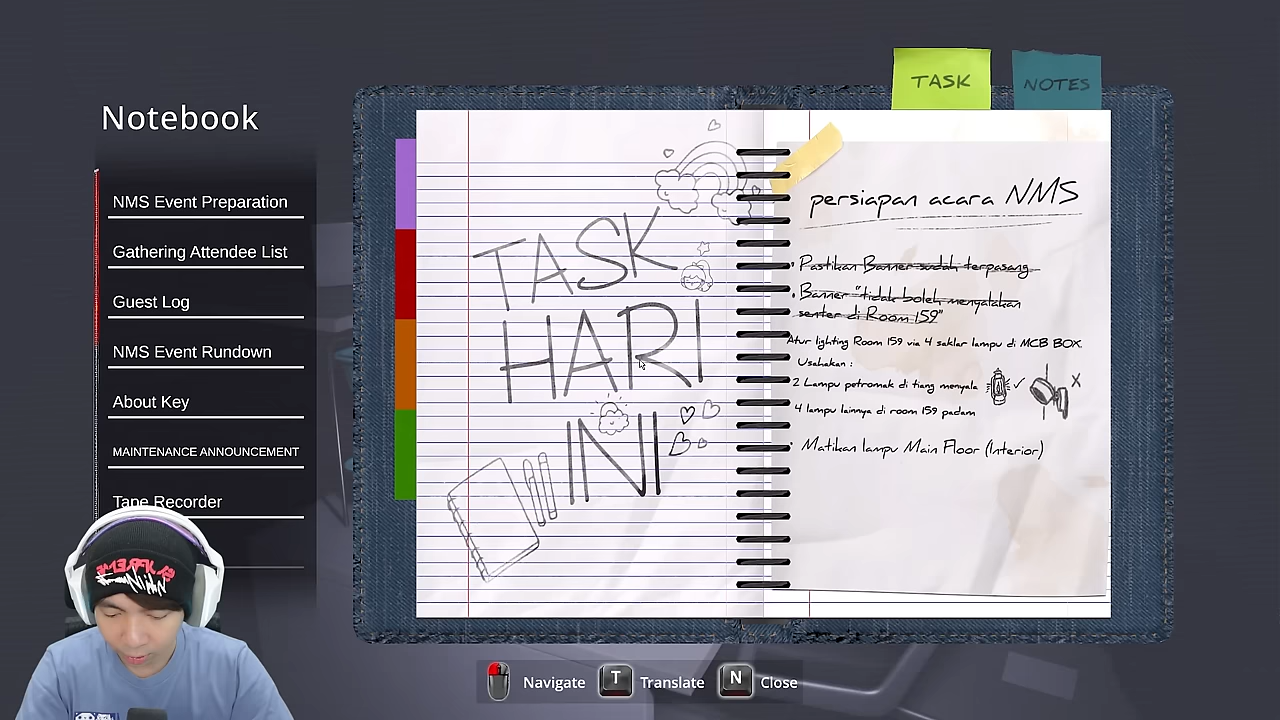 Notebook
NMS Event Preparation
Gathering Attendee List
Guest Log
NMS Event Rundown
About Key
MAINTENANCE ANNOUNCEMENT
Tape Recorder
TASK
NOTES
TASK
HARI
INI
persiapan acara NMS
• Pastikan Banner sudah terpasang
• Banner "tidak boleh menyalakan
senter di Room 159"
Atur lighting Room 159 via 4 saklar lampu di MCB BOX.
Usahakan :
2 Lampu petromak di tiang menyala
4 lampu lainnya di room 159 padam
• Matikan lampu Main Floor (Interior)
T
N
Navigate
Translate
Close